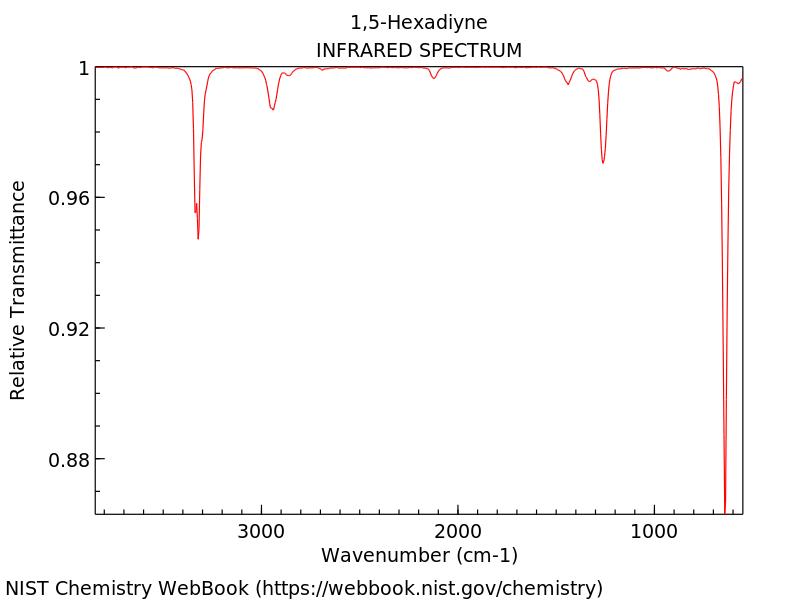 1,5-Hexadiyne
INFRARED SPECTRUM
1
0.96
0.92
0.88
Relative Transmittance
3000 2000 1000
Wavenumber (cm-1)
NIST Chemistry WebBook (https://webbook.nist.gov/chemistry)